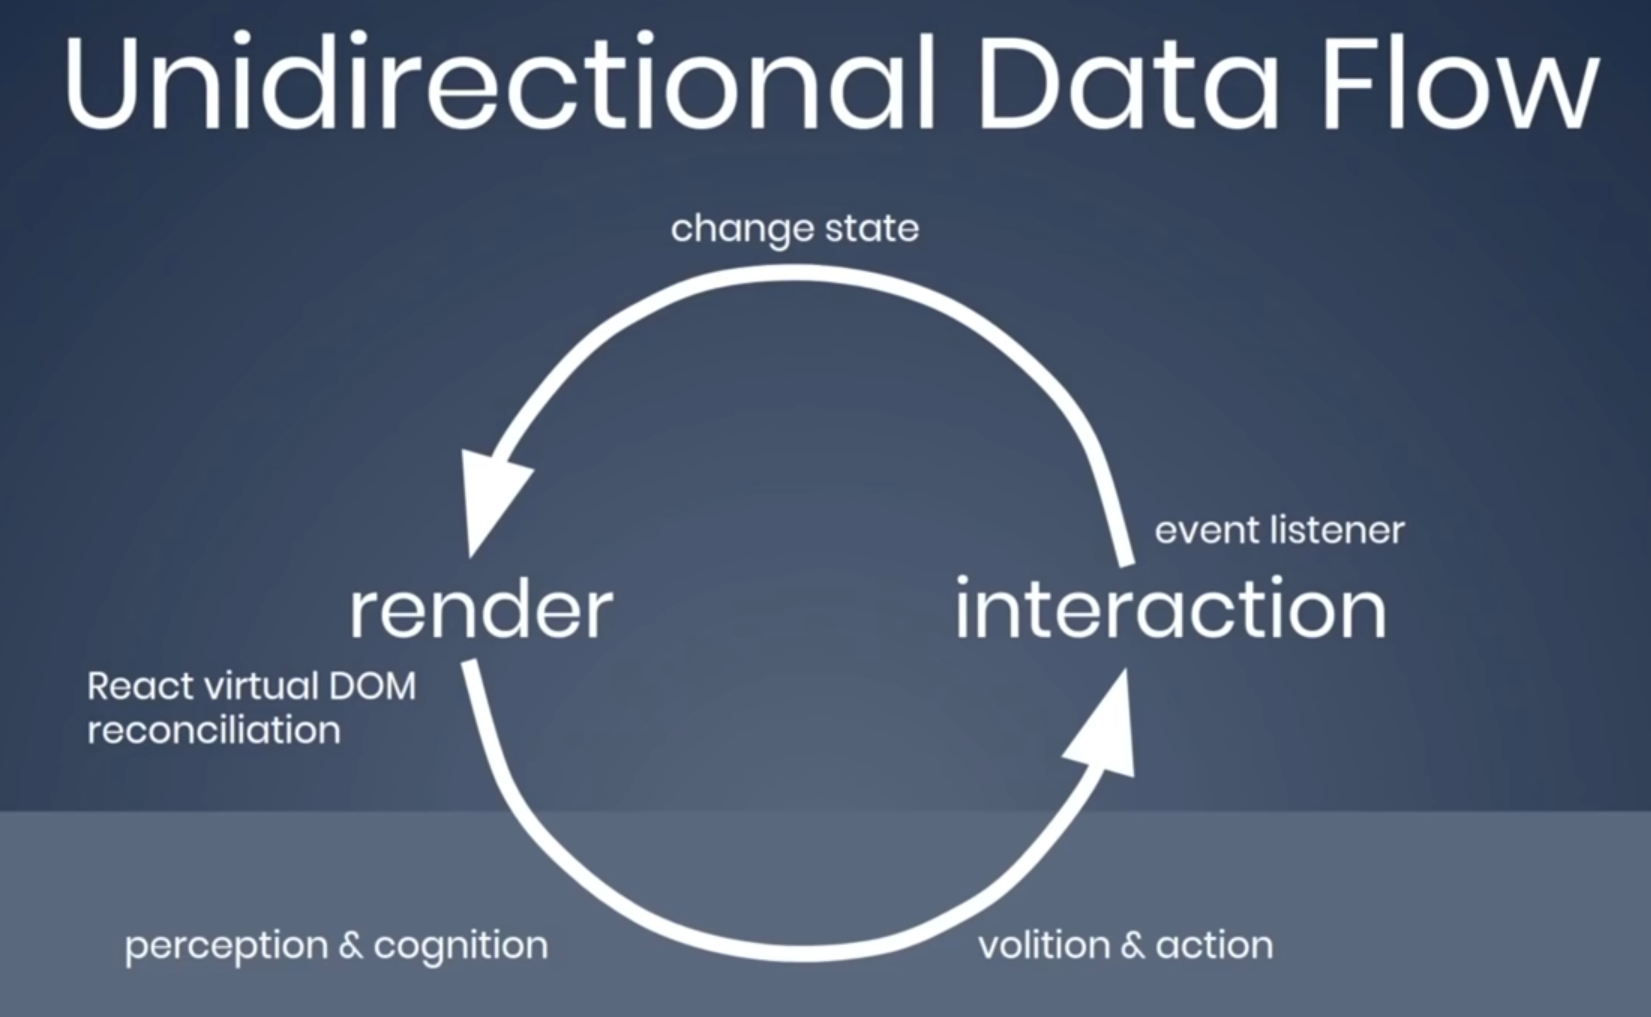 Unidirectional Data Flow
change state
event listener
render
interaction
React virtual DOM
reconciliation
perception & cognition
volition & action